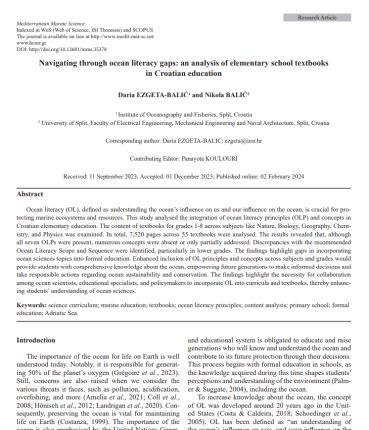 Mediterranean Marine Science
Indexed in WoS (Web of Science, ISI Thomson) and SCOPUS
The journal is available on line at http://www.medit-mar-sc.net
www.hcmr.gr
DOI: http://doi.org/10.12681/mms.35378
Research Article
Navigating through ocean literacy gaps: an analysis of elementary school textbooks
in Croatian education
Daria EZGETA-BALIĆ¹ and Nikola BALIĆ²
¹ Institute of Oceanography and Fisheries, Split, Croatia
² University of Split, Faculty of Electrical Engineering, Mechanical Engineering and Naval Architecture, Split, Croatia
Corresponding author: Daria EZGETA-BALIĆ; ezgeta@izor.hr
Contributing Editor: Panayota KOULOURI
Received: 11 September 2023; Accepted: 01 December 2023; Published online: 02 February 2024
Abstract
Ocean literacy (OL), defined as understanding the ocean's influence on us and our influence on the ocean, is crucial for pro-
tecting marine ecosystems and resources. This study analysed the integration of ocean literacy principles (OLP) and concepts in
Croatian elementary education. The content of textbooks for grades 1-8 across subjects like Nature, Biology, Geography, Chem-
istry, and Physics was examined. In total, 7,520 pages across 55 textbooks were analysed. The results revealed that, although
all seven OLPs were present, numerous concepts were absent or only partially addressed. Discrepancies with the recommended
Ocean Literacy Scope and Sequence were identified, particularly in lower grades. The findings highlight gaps in incorporating
ocean sciences topics into formal education. Enhanced inclusion of OL principles and concepts across subjects and grades would
provide students with comprehensive knowledge about the ocean, empowering future generations to make informed decisions and
take responsible actions regarding ocean sustainability and conservation. The findings highlight the necessity for collaboration
among ocean scientists, educational specialists, and policymakers to incorporate OL into curricula and textbooks, thereby enhanc-
ing students' understanding of ocean sciences.
Keywords: science curriculum; marine education; textbooks; ocean literacy principles; content analysis; primary school; formal
education; Adriatic Sea.
Introduction
The importance of the ocean for life on Earth is well
understood today. Notably, it is responsible for generat-
ing 50% of the planet's oxygen (Grégoire et al., 2023).
Still, concerns are also raised when we consider the
various threats it faces, such as pollution, acidification,
overfishing, and more (Amelia et al., 2021; Coll et al.,
2008; Hönisch et al., 2012; Landrigan et al., 2020). Con-
sequently, preserving the ocean is vital for maintaining
life on Earth (Costanza, 1999). The importance of the
ocean is also emphasised by the United Nations Gener-
and educational system is obligated to educate and raise
generations who will know and understand the ocean and
contribute to its future protection through their decisions.
This process begins with formal education in schools, as
the knowledge acquired during this time shapes students'
perceptions and understanding of the environment (Palm-
er & Suggate, 2004), including the ocean.
To increase knowledge about the ocean, the concept
of OL was developed around 20 years ago in the Unit-
ed States (Costa & Caldeira, 2018; Schoedinger et al.,
2005). OL has been defined as "an understanding of
the ocean's influence on you, and your influence on the